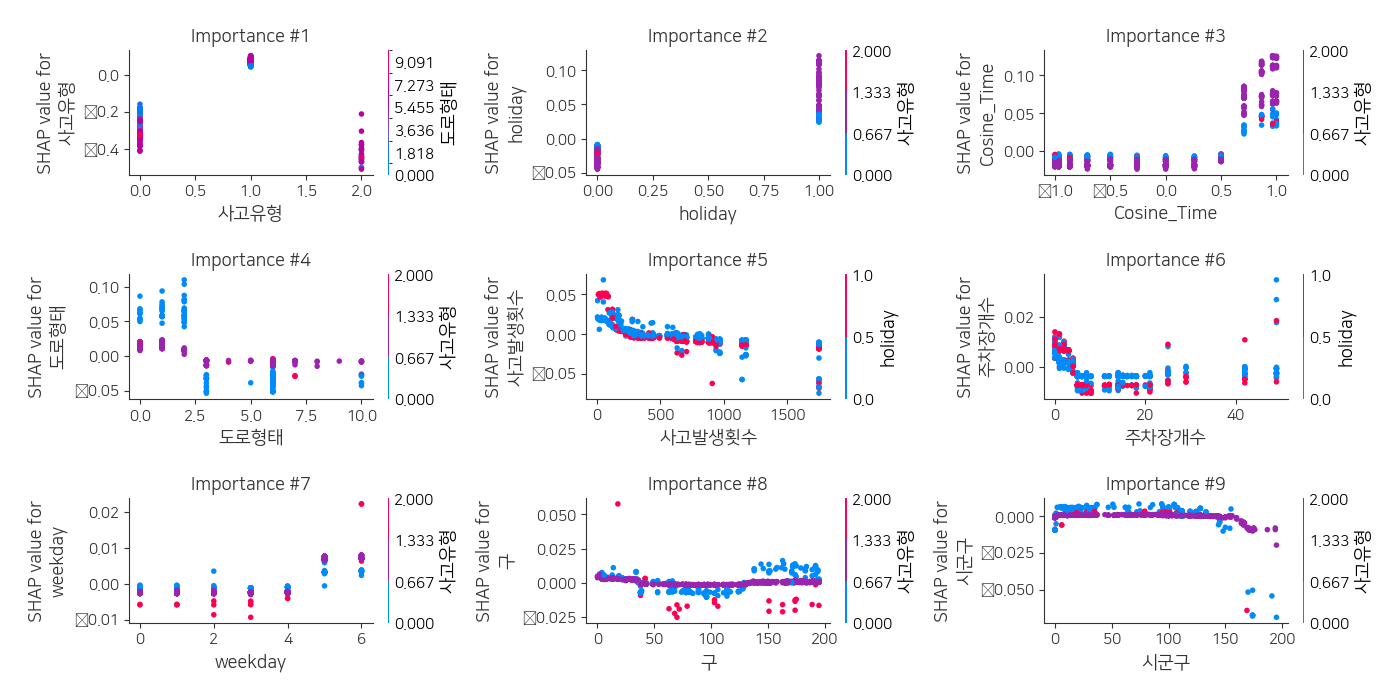 Importance #1
SHAP value for
사고유형
0.0
0.2
0.4
0.0
0.5
1.0
1.5
2.0
사고유형
9.091
7.273
5.455
3.636
1.818
0.000
도로형태
Importance #2
SHAP value for
holiday
0.10
0.05
0.00
0.05
0.00
0.25
0.50
0.75
1.00
holiday
2.000
1.333
0.667
0.000
사고유형
Importance #3
SHAP value for
Cosine_Time
0.10
0.05
0.00
1.0
0.5
0.0
0.5
1.0
Cosine_Time
2.000
1.333
0.667
0.000
사고유형
Importance #4
SHAP value for
도로형태
0.10
0.05
0.00
0.05
0.0
2.5
5.0
7.5
10.0
도로형태
2.000
1.333
0.667
0.000
사고유형
Importance #5
SHAP value for
사고발생횟수
0.05
0.00
0.05
0
500
1000
1500
사고발생횟수
1.0
0.5
0.0
holiday
Importance #6
SHAP value for
주차장개수
0.02
0.00
0
20
40
주차장개수
1.0
0.5
0.0
holiday
Importance #7
SHAP value for
weekday
0.02
0.01
0.00
0.01
0
2
4
6
weekday
2.000
1.333
0.667
0.000
사고유형
Importance #8
SHAP value for
구
0.050
0.025
0.000
0.025
0
50
100
150
200
구
2.000
1.333
0.667
0.000
사고유형
Importance #9
SHAP value for
시군구
0.000
0.025
0.050
0
50
100
150
200
시군구
2.000
1.333
0.667
0.000
사고유형